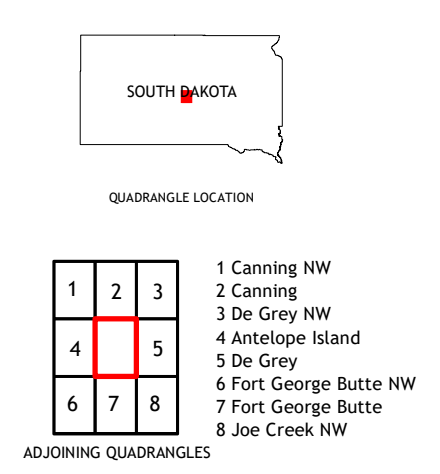 SOUTH DAKOTA
QUADRANGLE LOCATION
1 2 3
4 5
6 7 8
1 Canning NW
2 Canning
3 De Grey NW
4 Antelope Island
5 De Grey
6 Fort George Butte NW
7 Fort George Butte
8 Joe Creek NW
ADJOINING QUADRANGLES